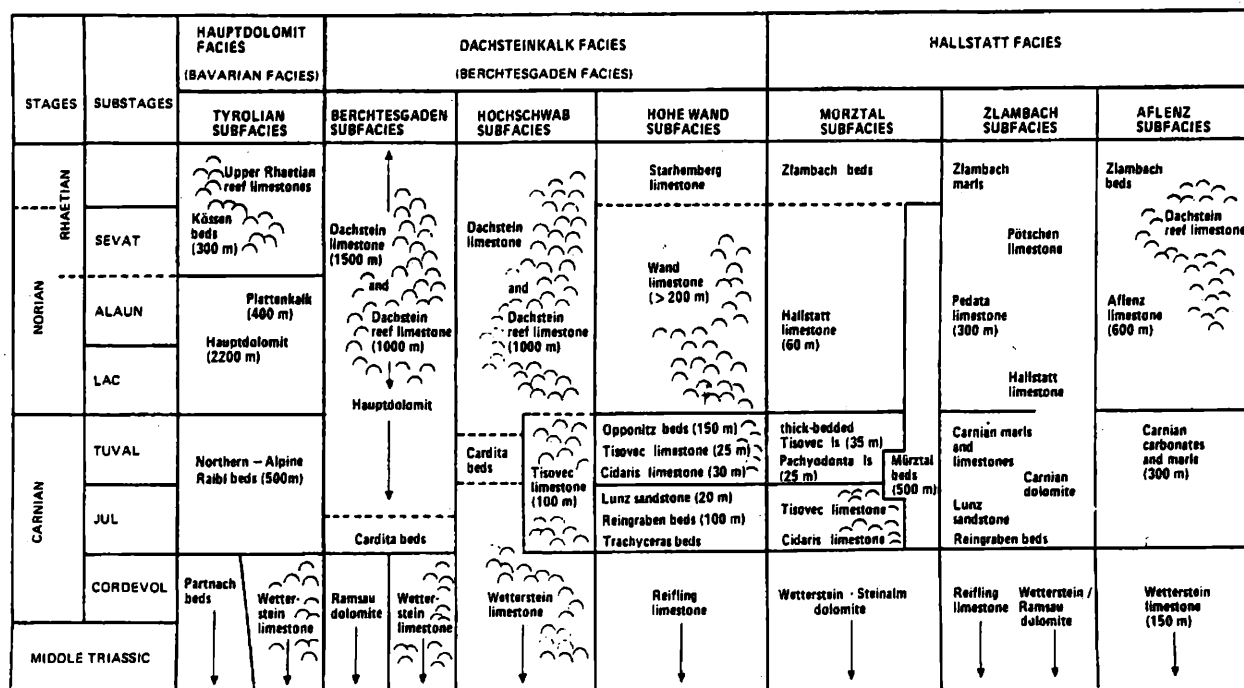 STAGES
SUBSTAGES
HAUPTDOLOMIT
FACIES
(BAVARIAN FACIES)
DACHSTEINKALK FACIES
(BERCHTESGADEN FACIES)
HALLSTATT FACIES
TYROLIAN
SUBFACIES
BERCHTESGADEN
SUBFACIES
HOCHSCHWAB
SUBFACIES
HOHE WAND
SUBFACIES
MÜRZTAL
SUBFACIES
ZLAMBACH
SUBFACIES
AFLENZ
SUBFACIES
RHAETIAN
NORIAN
CARNIAN
SEVAT
ALAUN
LAC
TUVAL
JUL
CORDEVOL
MIDDLE TRIASSIC
Upper Rhaetian
reef limestones
Kössen
beds
(300 m)
Plattenkalk
(400 m)
Hauptdolomit
(2200 m)
Northern – Alpine
Raibl beds (500m)
Partnach
beds
Wetter-
stein
limestone
Dachstein
limestone
(1500 m)
and
Dachstein
reef limestone
(1000 m)
Hauptdolomit
Cardita beds
Ramsau
dolomite
Wetter-
stein
limestone
Dachstein
limestone
and
Dachstein
reef limestone
(1000 m)
Cardita
beds
Tisovec
limestone
(100 m)
Wetterstein
limestone
Starhemberg
limestone
Wand
limestone
(> 200 m)
Opponitz beds (150 m)
Tisovec limestone (25 m)
Cidaris limestone (30 m)
Lunz sandstone (20 m)
Reingraben beds (100 m)
Trachyceras beds
Reifling
limestone
Zlambach beds
Hallstatt
limestone
(60 m)
thick-bedded
Tisovec ls (35 m)
Pachyodonta ls
(25 m)
Mürztal
beds
(500 m)
Tisovec limestone
Cidaris limestone
Wetterstein - Steinalm
dolomite
Zlambach
marls
Pötschen
limestone
Pedata
limestone
(300 m)
Hallstatt
limestone
Carnian marls
and
limestones
Carnian
dolomite
Lunz
sandstone
Reingraben beds
Reifling
limestone
Wetterstein /
Ramsau
dolomite
Zlambach
beds
Dachstein
reef limestone
Aflenz
limestone
(600 m)
Carnian
carbonates
and marls
(300 m)
Wetterstein
limestone
(150 m)